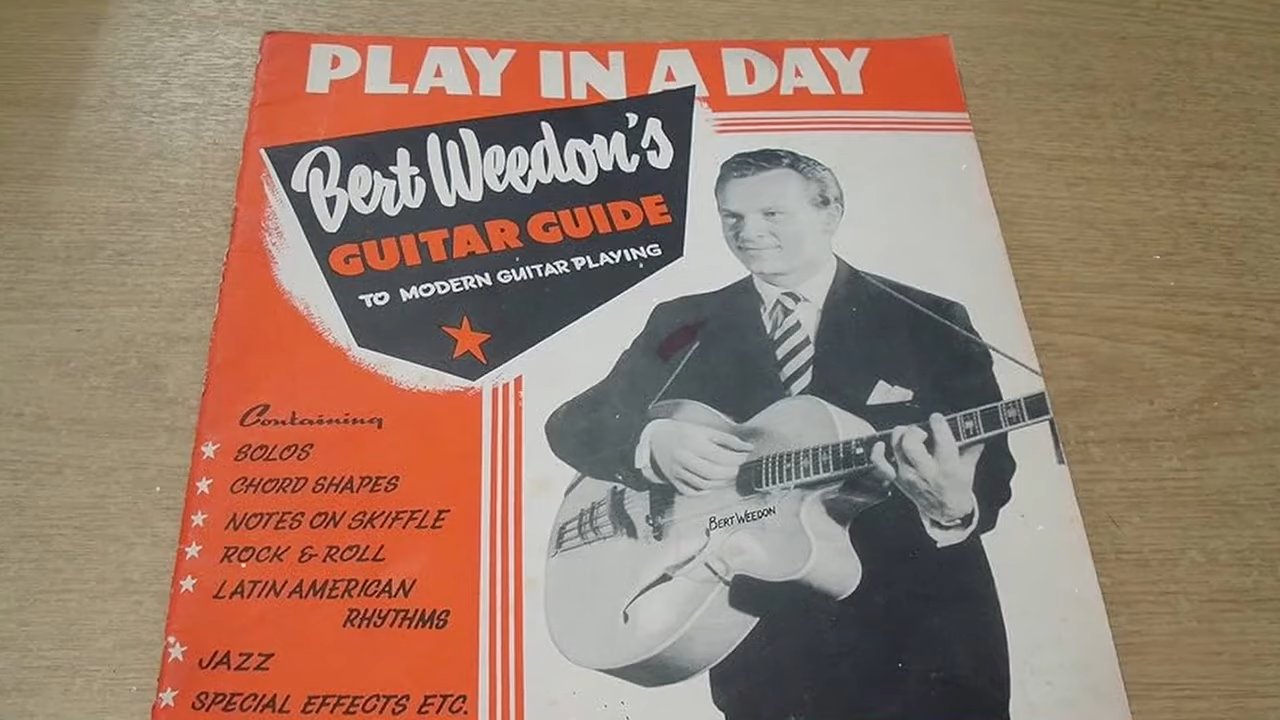 PLAY IN A DAY
Bert Weedon's
GUITAR GUIDE
TO MODERN GUITAR PLAYING
Containing
SOLOS
CHORD SHAPES
NOTES ON SKIFFLE
ROCK & ROLL
LATIN AMERICAN
RHYTHMS
JAZZ
SPECIAL EFFECTS ETC.
BERT WEEDON